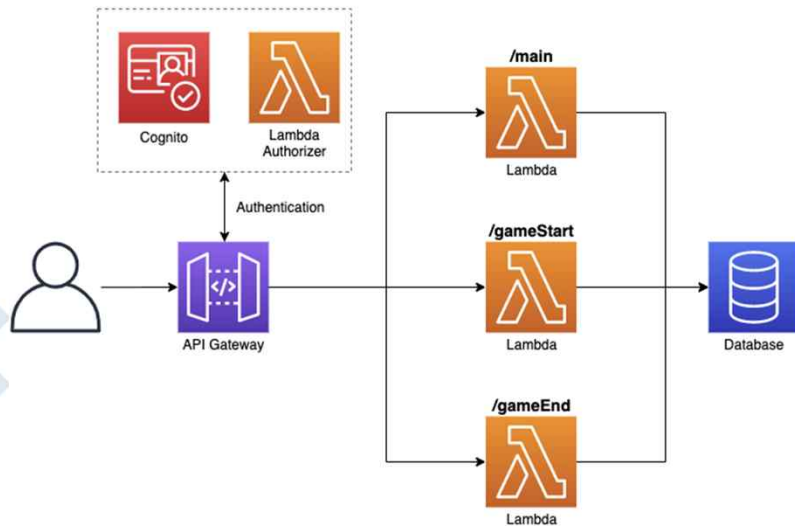 Cognito
Lambda
Authorizer
Authentication
API Gateway
/main
Lambda
/gameStart
Lambda
/gameEnd
Lambda
Database